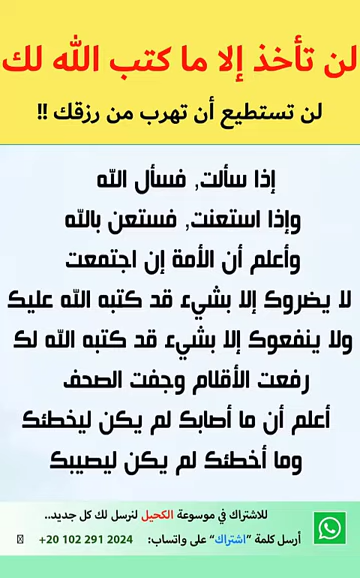 لن تأخذ إلا ما كتب الله لك
لن تستطيع أن تهرب من رزقك !!
إذا سألت, فسأل الله
وإذا استعنت, فستعن بالله
وأعلم أن الأمة إن اجتمعت
لا يضروك إلا بشيء قد كتبه الله عليك
ولا ينفعوك إلا بشيء قد كتبه الله لك
رفعت الأقلام وجفت الصحف
أعلم أن ما أصابك لم يكن ليخطئك
وما أخطئك لم يكن ليصيبك
للاشتراك في موسوعة الكحيل لنرسل لك كل جديد..
أرسل كلمة "اشتراك" على واتساب: +20 102 291 2024